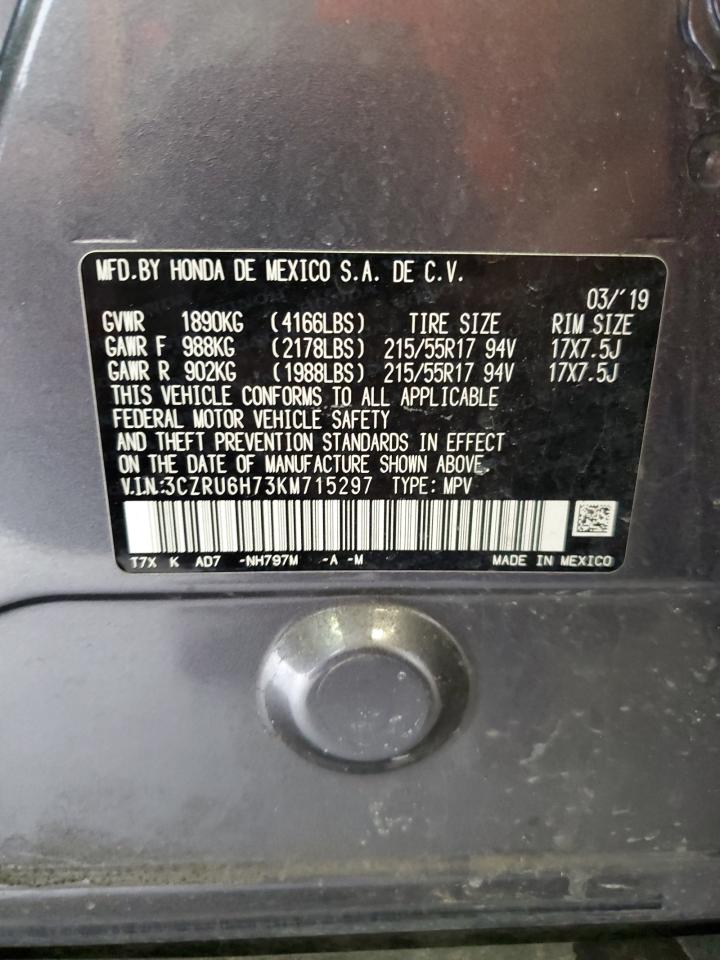 MFD.BY HONDA DE MEXICO S.A. DE C.V.
03/'19
GVWR 1890KG (4166LBS) TIRE SIZE RIM SIZE
GAWR F 988KG (2178LBS) 215/55R17 94V 17X7.5J
GAWR R 902KG (1988LBS) 215/55R17 94V 17X7.5J
THIS VEHICLE CONFORMS TO ALL APPLICABLE
FEDERAL MOTOR VEHICLE SAFETY
AND THEFT PREVENTION STANDARDS IN EFFECT
ON THE DATE OF MANUFACTURE SHOWN ABOVE.
V.I.N.:3CZRU6H73KM715297 TYPE: MPV
T7X K AD7 -NH797M -A -M MADE IN MEXICO